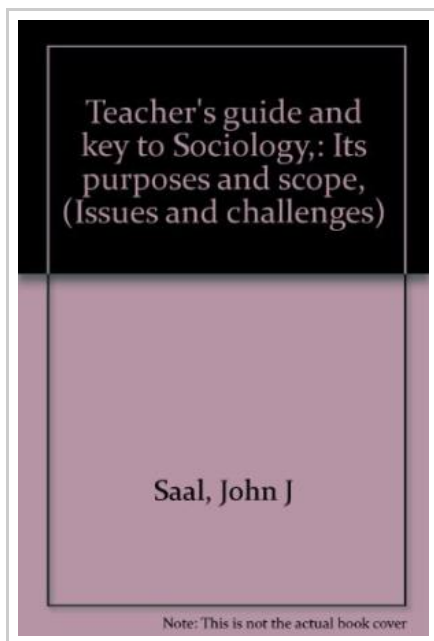 Teacher's guide and
key to Sociology,: Its
purposes and scope,
(Issues and challenges)
Saal, John J
Note: This is not the actual book cover